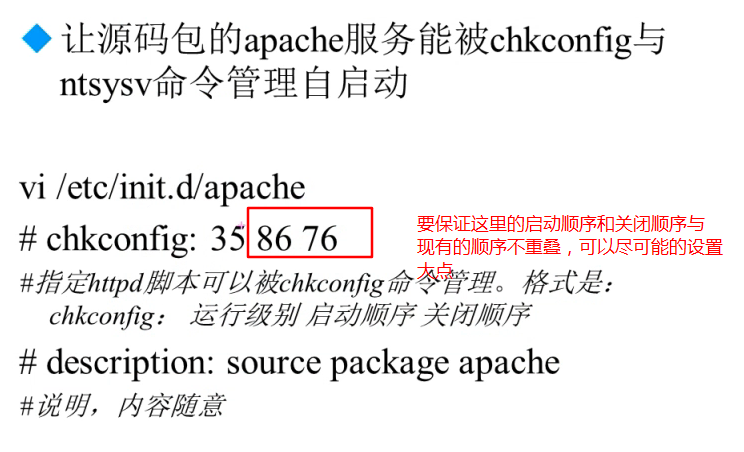 让源码包的apache服务能被chkconfig与
ntsysv命令管理自启动
vi /etc/init.d/apache
# chkconfig: 35 86 76
要保证这里的启动顺序和关闭顺序与
现有的顺序不重叠，可以尽可能的设置
大点
#指定httpd脚本可以被chkconfig命令管理。格式是：
chkconfig： 运行级别 启动顺序 关闭顺序
# description: source package apache
#说明，内容随意